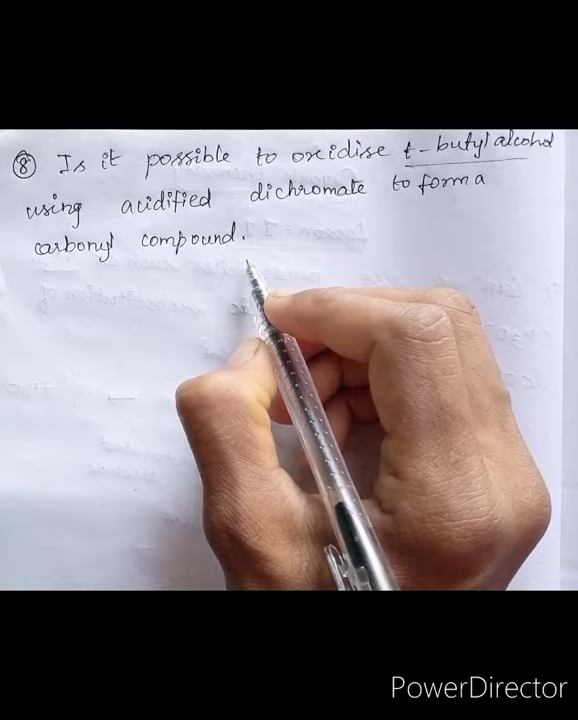 ⑧ Is it possible to oxidise t-butyl alcohol
using acidified dichromate to form a
carbonyl compound.
PowerDirector